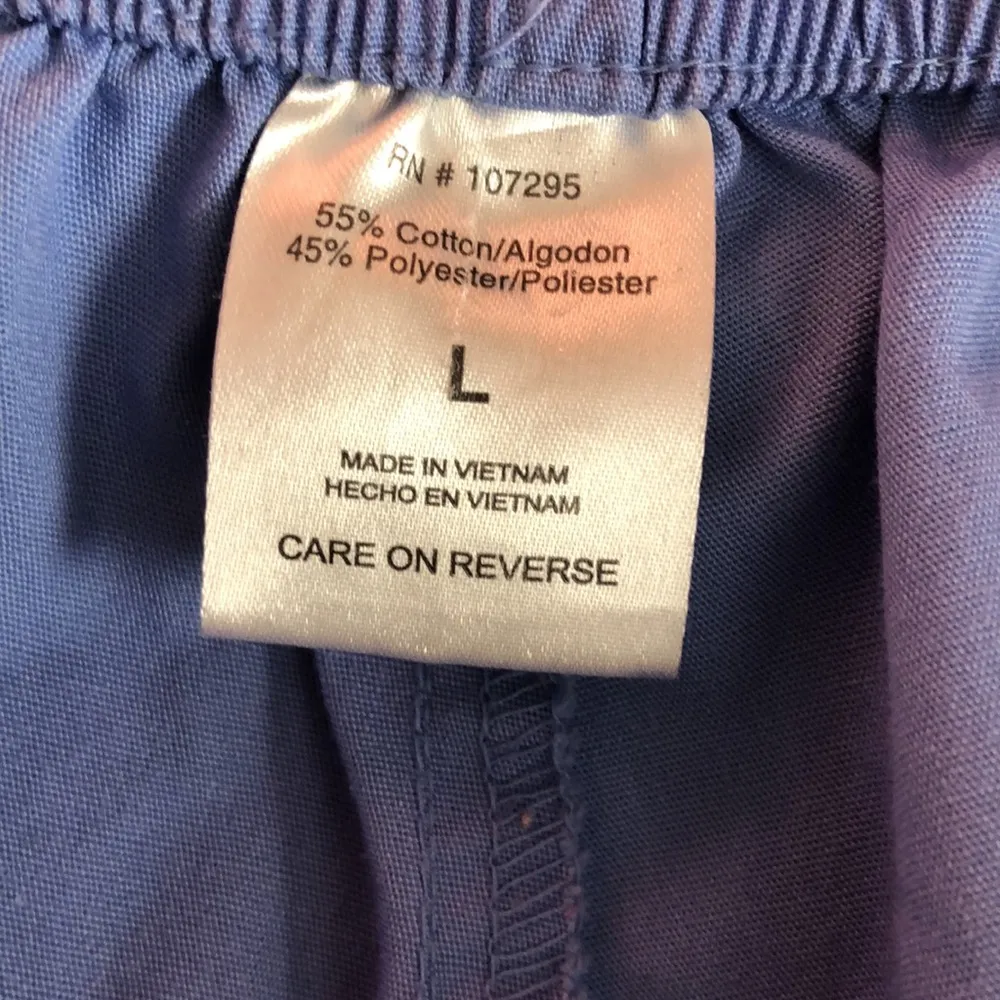 RN # 107295
55% Cotton/Algodon
45% Polyester/Poliester
L
MADE IN VIETNAM
HECHO EN VIETNAM
CARE ON REVERSE